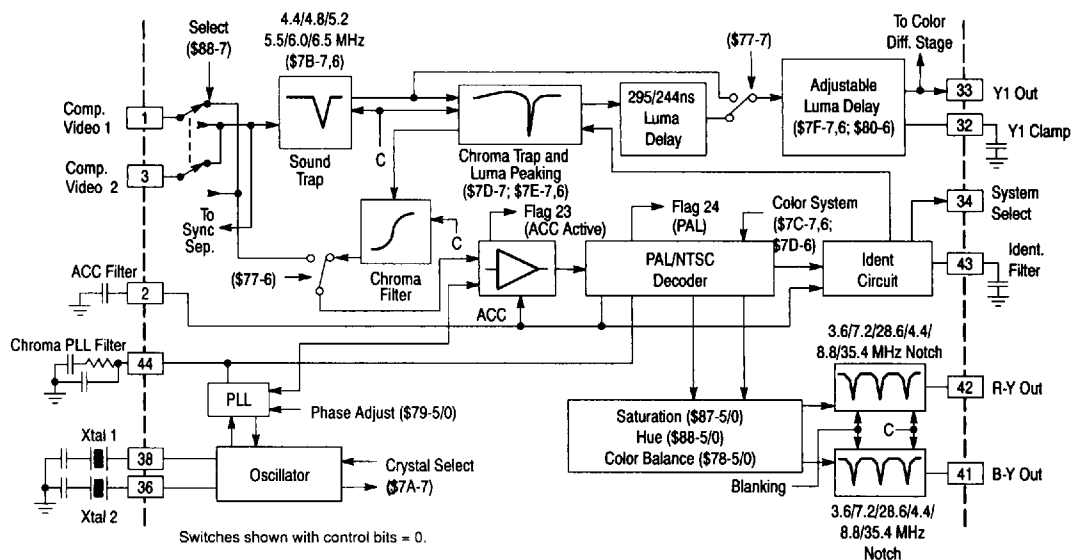 4.4/4.8/5.2
5.5/6.0/6.5 MHz
($7B-7,6)
Select
($88-7)
($77-7)
To Color
Diff. Stage
Comp.
Video 1
1
Comp.
Video 2
3
Sound
Trap
C
Chroma Trap and
Luma Peaking
($7D-7; $7E-7,6)
295/244ns
Luma
Delay
Adjustable
Luma Delay
($7F-7,6; $80-6)
33
Y1 Out
32
Y1 Clamp
To
Sync
Sep.
($77-6)
Chroma
Filter
C
Flag 23
(ACC Active)
Flag 24
(PAL)
Color System
($7C-7,6;
$7D-6)
34
System
Select
PAL/NTSC
Decoder
Ident
Circuit
43
Ident.
Filter
ACC Filter
2
ACC
Chroma PLL Filter
44
PLL
Phase Adjust ($79-5/0)
3.6/7.2/28.6/4.4/
8.8/35.4 MHz Notch
42
R-Y Out
Saturation ($87-5/0)
Hue ($88-5/0)
Color Balance ($78-5/0)
C
Xtal 1
38
36
Xtal 2
Oscillator
Crystal Select
($7A-7)
Blanking
41
B-Y Out
3.6/7.2/28.6/4.4/
8.8/35.4 MHz
Notch
Switches shown with control bits = 0.